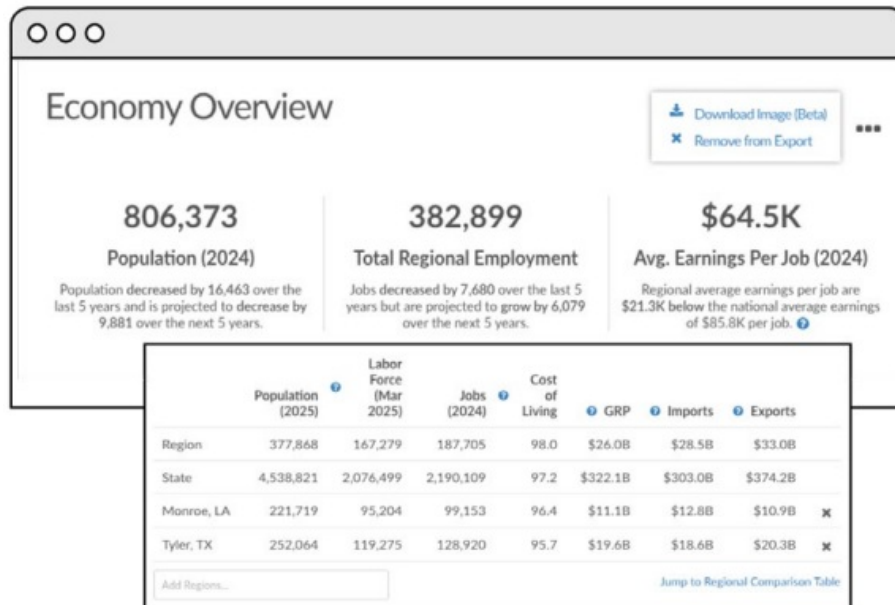 Economy Overview
Download Image (Beta)
Remove from Export
806,373
Population (2024)
Population decreased by 16,463 over the
last 5 years and is projected to decrease by
9,881 over the next 5 years.
382,899
Total Regional Employment
Jobs decreased by 7,680 over the last 5
years but are projected to grow by 6,079
over the next 5 years.
$64.5K
Avg. Earnings Per Job (2024)
Regional average earnings per job are
$21.3K below the national average earnings
of $85.8K per job.
Population (2025) Labor Force (Mar 2025) Jobs (2024) Cost of Living GRP Imports Exports
Region 377,868 167,279 187,705 98.0 $26.0B $28.5B $33.0B
State 4,538,821 2,076,499 2,190,109 97.2 $322.1B $303.0B $374.2B
Monroe, LA 221,719 95,204 99,153 96.4 $11.1B $12.8B $10.9B
Tyler, TX 252,064 119,275 128,920 95.7 $19.6B $18.6B $20.3B
Add Regions...
Jump to Regional Comparison Table